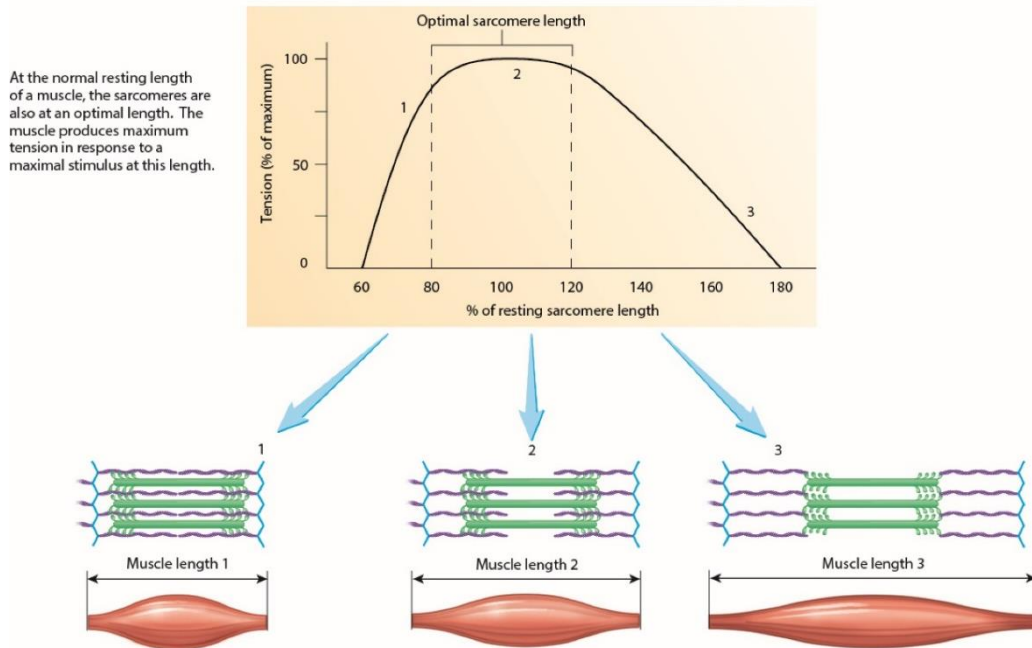 Optimal sarcomere length
At the normal resting length
of a muscle, the sarcomeres are
also at an optimal length. The
muscle produces maximum
tension in response to a
maximal stimulus at this length.
Tension (% of maximum)
100
50
0
1
2
3
60 80 100 120 140 160 180
% of resting sarcomere length
1 2 3
Muscle length 1 Muscle length 2 Muscle length 3